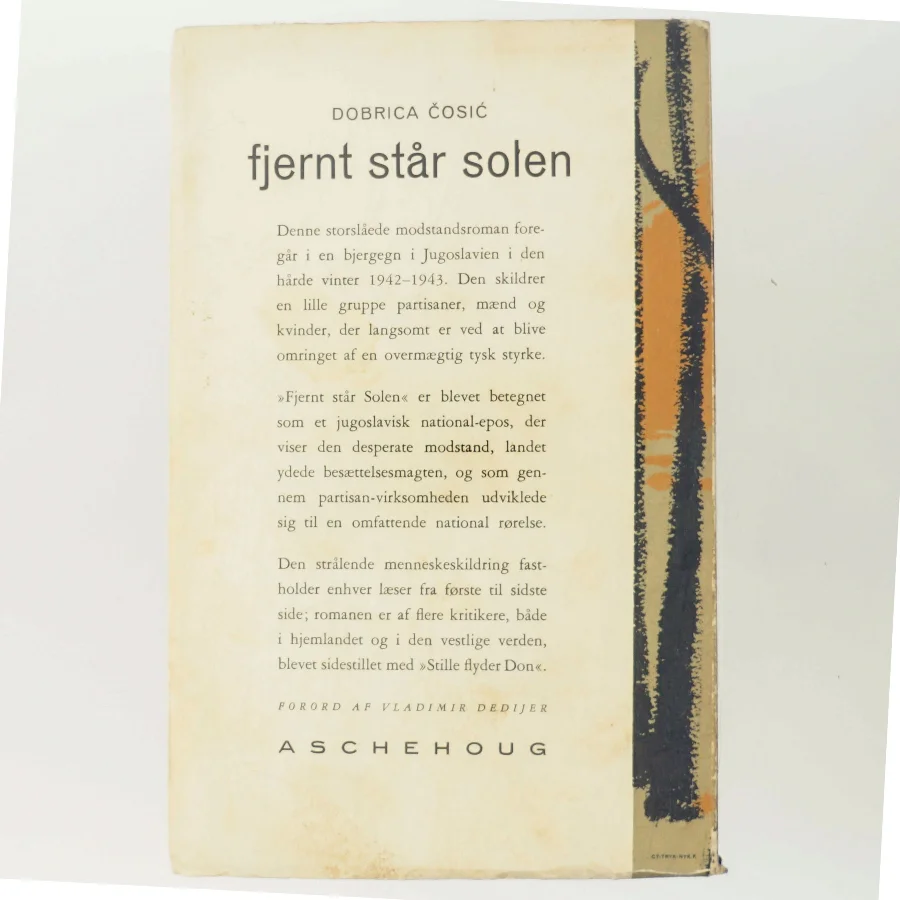 DOBRICA ČOSIĆ
fjernt står solen
Denne storslåede modstandsroman fore-
går i en bjergegn i Jugoslavien i den
hårde vinter 1942–1943. Den skildrer
en lille gruppe partisaner, mænd og
kvinder, der langsomt er ved at blive
omringet af en overmægtig tysk styrke.
»Fjernt står Solen« er blevet betegnet
som et jugoslavisk national-epos, der
viser den desperate modstand, landet
ydede besættelsesmagten, og som gen-
nem partisan-virksomheden udviklede
sig til en omfattende national rørelse.
Den strålende menneskeskildring fast-
holder enhver læser fra første til sidste
side; romanen er af flere kritikere, både
i hjemlandet og i den vestlige verden,
blevet sidestillet med »Stille flyder Don«.
FORORD AF VLADIMIR DEDIJER
ASCHEHOUG